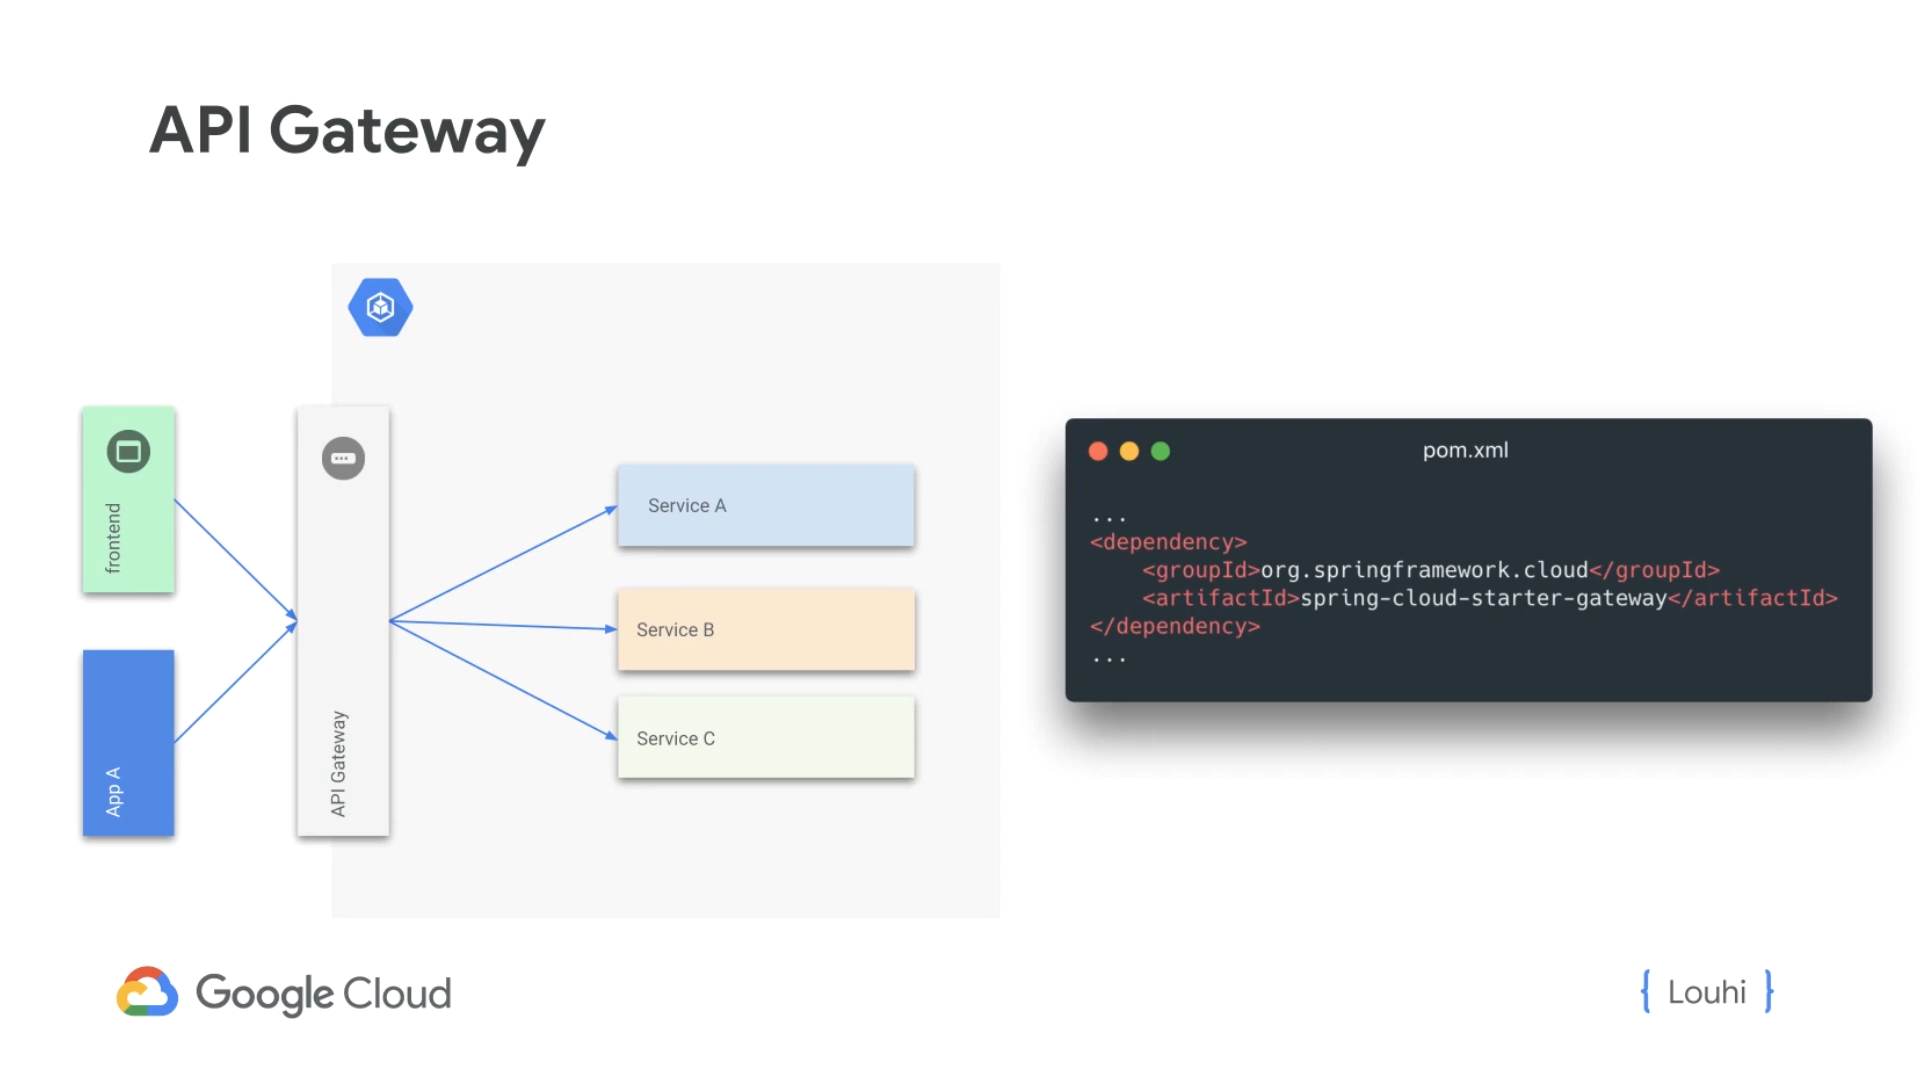 API Gateway
frontend
App A
API Gateway
Service A
Service B
Service C
pom.xml
...
<dependency>
<groupId>org.springframework.cloud</groupId>
<artifactId>spring-cloud-starter-gateway</artifactId>
</dependency>
...
Google Cloud
{ Louhi }